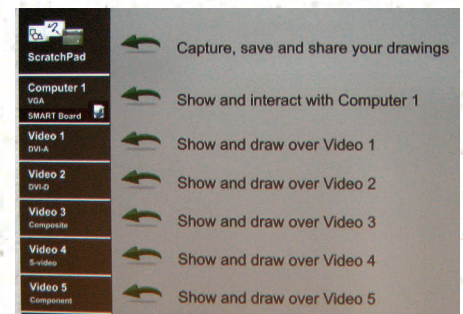 ScratchPad
Capture, save and share your drawings
Computer 1
VGA
SMART Board
Show and interact with Computer 1
Video 1
DVI-A
Show and draw over Video 1
Video 2
DVI-D
Show and draw over Video 2
Video 3
Composite
Show and draw over Video 3
Video 4
S-video
Show and draw over Video 4
Video 5
Component
Show and draw over Video 5